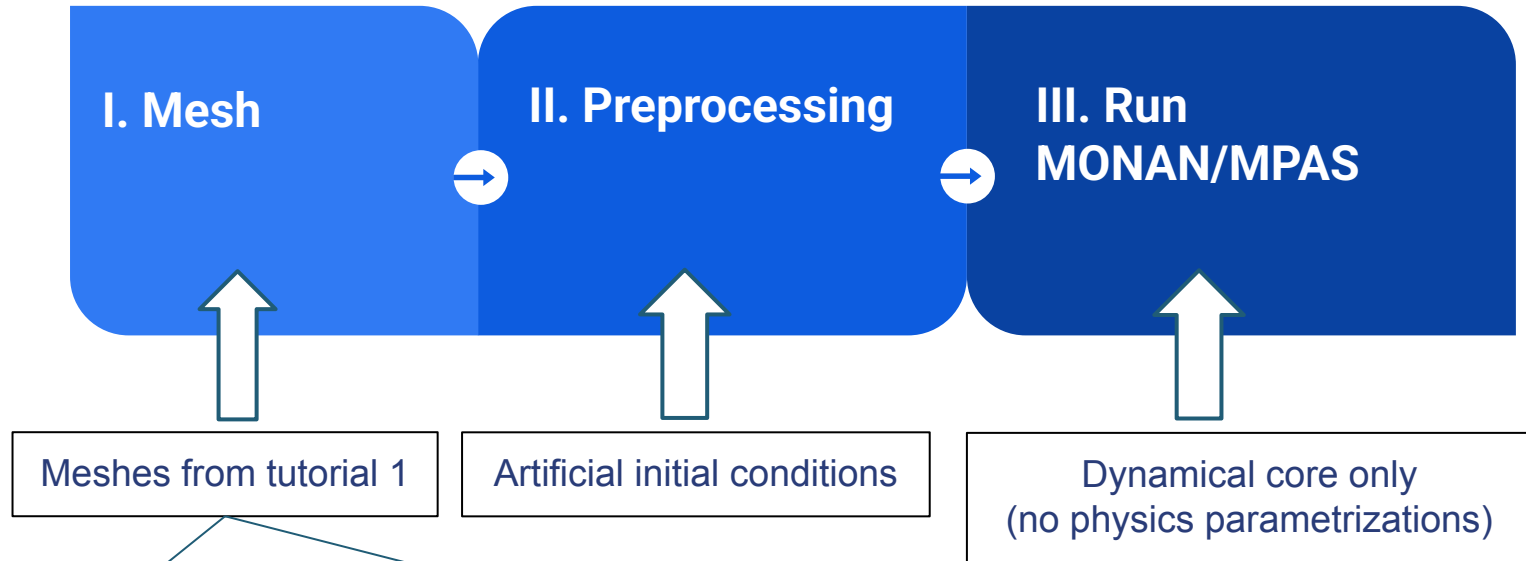 I. Mesh
II. Preprocessing
III. Run
MONAN/MPAS
Meshes from tutorial 1
Artificial initial conditions
Dynamical core only
(no physics parametrizations)